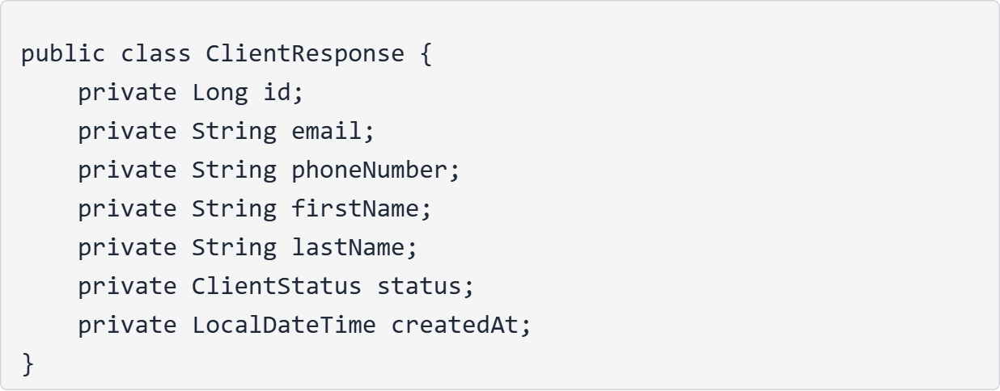 public class ClientResponse {
    private Long id;
    private String email;
    private String phoneNumber;
    private String firstName;
    private String lastName;
    private ClientStatus status;
    private LocalDateTime createdAt;
}